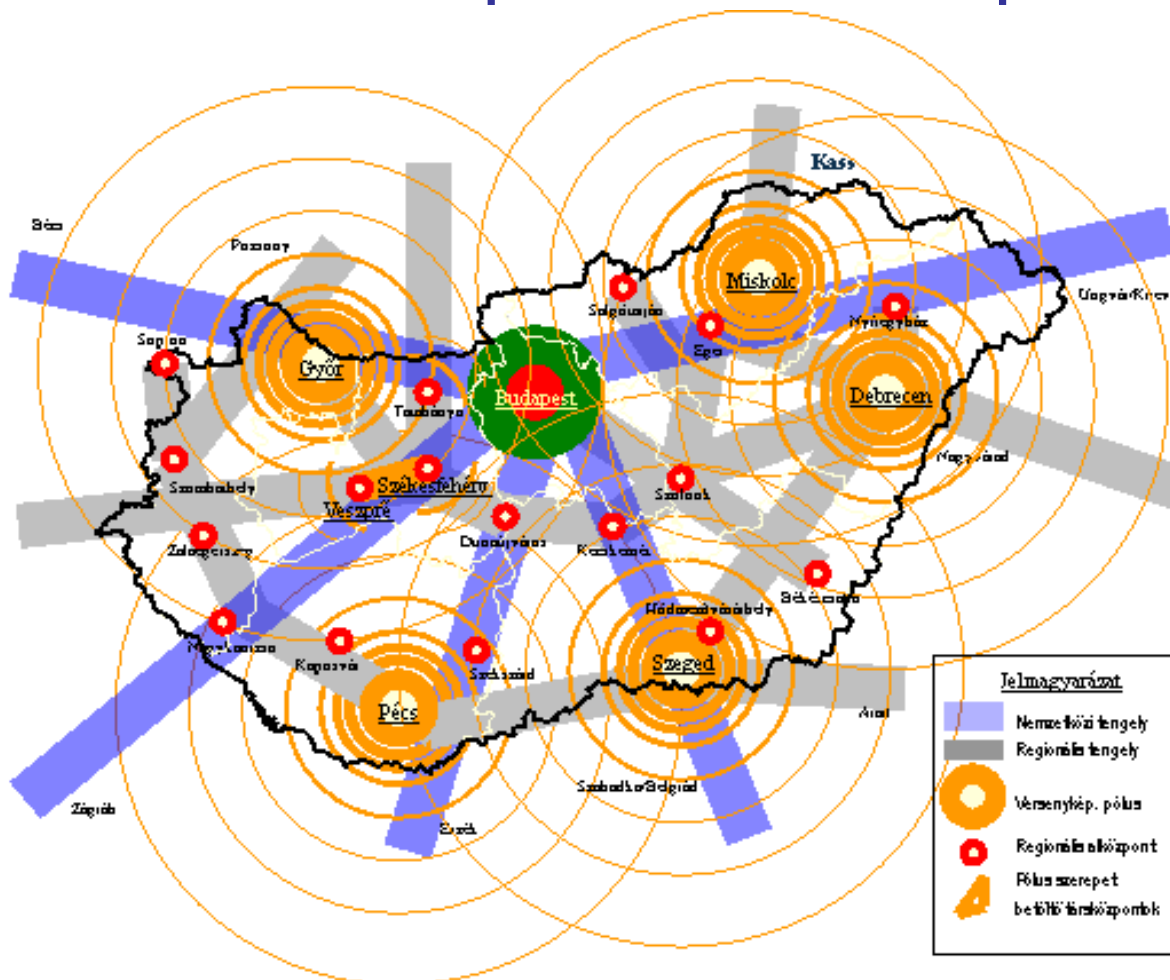 Kass
Bécs
Pozsony
Miskolc
Ungvár/Kiev
Salgótarján
Nyíregyház
Sopron
Eger
Győr
Debrecen
Budapest
Tatabánya
Nagyvárad
Szombathely
Székesfehérv
Szolnok
Veszpré
Dunaújváros
Kecskemét
Zalaegerszeg
Békéscsaba
Hódmezővásárhely
Nagykanizsa
Kaposvár
Szekszárd
Szeged
Pécs
Arad
Szabadka/Belgrád
Zágráb
Eszék
Jelmagyarázat
Nemzetközi tengely
Regionális tengely
Versenykép. pólus
Regionális alközpont
Pólus szerepet
betöltő társközpontok